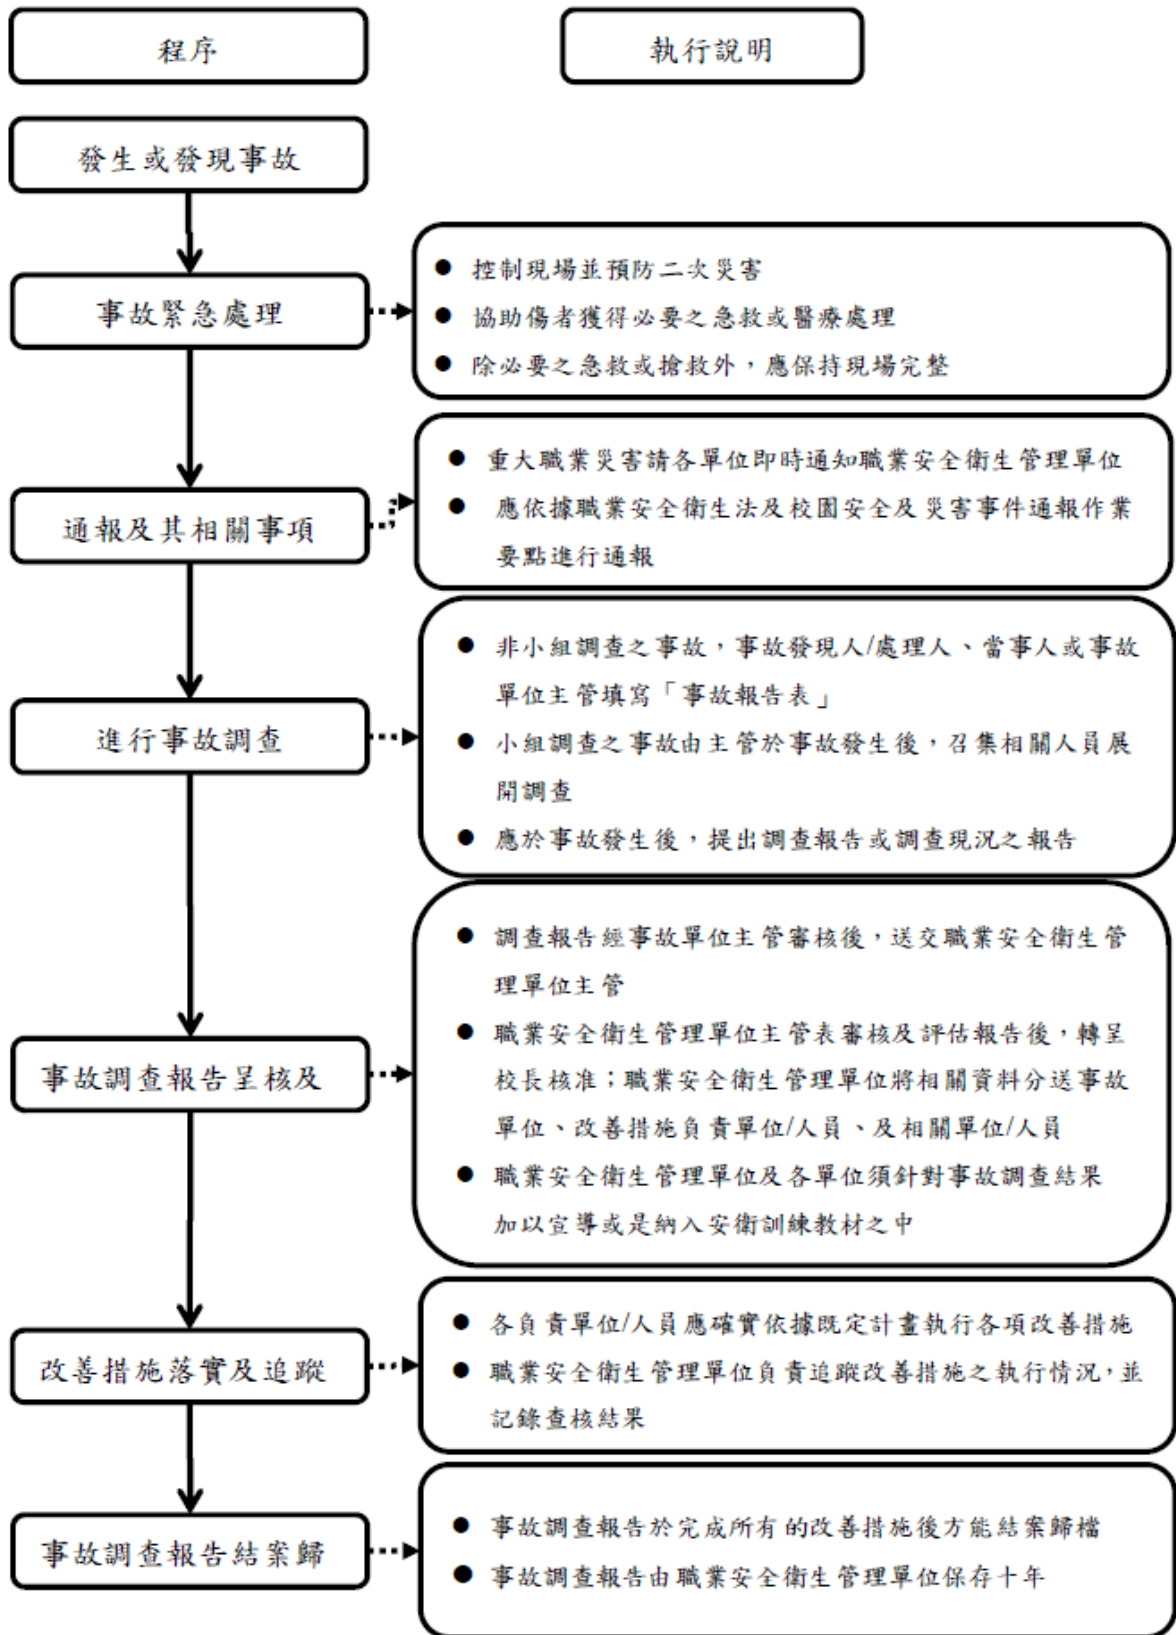 程序
執行說明
發生或發現事故
事故緊急處理
● 控制現場並預防二次災害
● 協助傷者獲得必要之急救或醫療處理
● 除必要之急救或搶救外，應保持現場完整
通報及其相關事項
● 重大職業災害請各單位即時通知職業安全衛生管理單位
● 應依據職業安全衛生法及校園安全及災害事件通報作業
要點進行通報
進行事故調查
● 非小組調查之事故，事故發現人/處理人、當事人或事故
單位主管填寫「事故報告表」
● 小組調查之事故由主管於事故發生後，召集相關人員展
開調查
● 應於事故發生後，提出調查報告或調查現況之報告
事故調查報告呈核及
● 調查報告經事故單位主管審核後，送交職業安全衛生管
理單位主管
● 職業安全衛生管理單位主管表審核及評估報告後，轉呈
校長核准；職業安全衛生管理單位將相關資料分送事故
單位、改善措施負責單位/人員、及相關單位/人員
● 職業安全衛生管理單位及各單位須針對事故調查結果
加以宣導或是納入安衛訓練教材之中
改善措施落實及追蹤
● 各負責單位/人員應確實依據既定計畫執行各項改善措施
● 職業安全衛生管理單位負責追蹤改善措施之執行情況，並
記錄查核結果
事故調查報告結案歸
● 事故調查報告於完成所有的改善措施後方能結案歸檔
● 事故調查報告由職業安全衛生管理單位保存十年